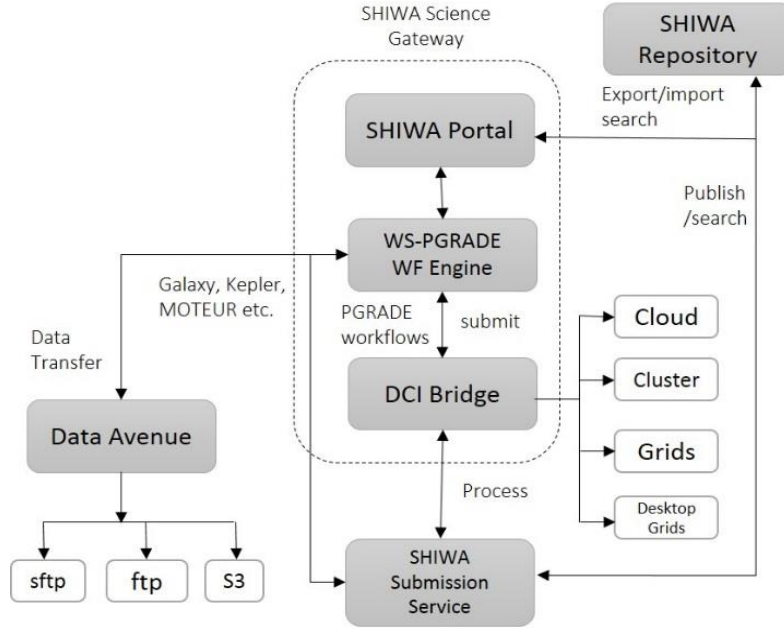 SHIWA Science
Gateway
SHIWA
Repository
Export/import
search
SHIWA Portal
Publish
/search
WS-PGRADE
WF Engine
Galaxy, Kepler,
MOTEUR etc.
PGRADE
workflows
submit
Data
Transfer
Cloud
Cluster
Grids
Desktop
Grids
DCI Bridge
Data Avenue
Process
sftp
ftp
S3
SHIWA
Submission
Service